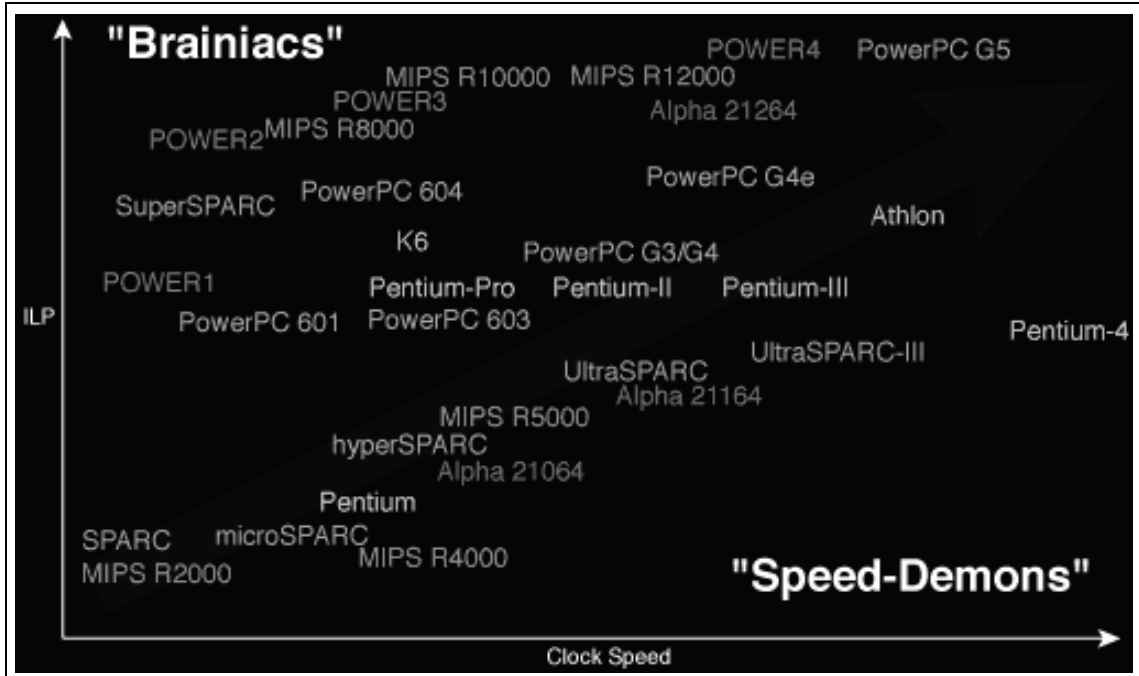 "Brainiacs"
POWER4
PowerPC G5
MIPS R10000
MIPS R12000
POWER3
Alpha 21264
MIPS R8000
POWER2
PowerPC G4e
PowerPC 604
SuperSPARC
Athlon
K6
PowerPC G3/G4
POWER1
Pentium-Pro
Pentium-II
Pentium-III
ILP
PowerPC 601
PowerPC 603
Pentium-4
UltraSPARC-III
UltraSPARC
Alpha 21164
MIPS R5000
hyperSPARC
Alpha 21064
Pentium
SPARC
microSPARC
MIPS R4000
MIPS R2000
"Speed-Demons"
Clock Speed